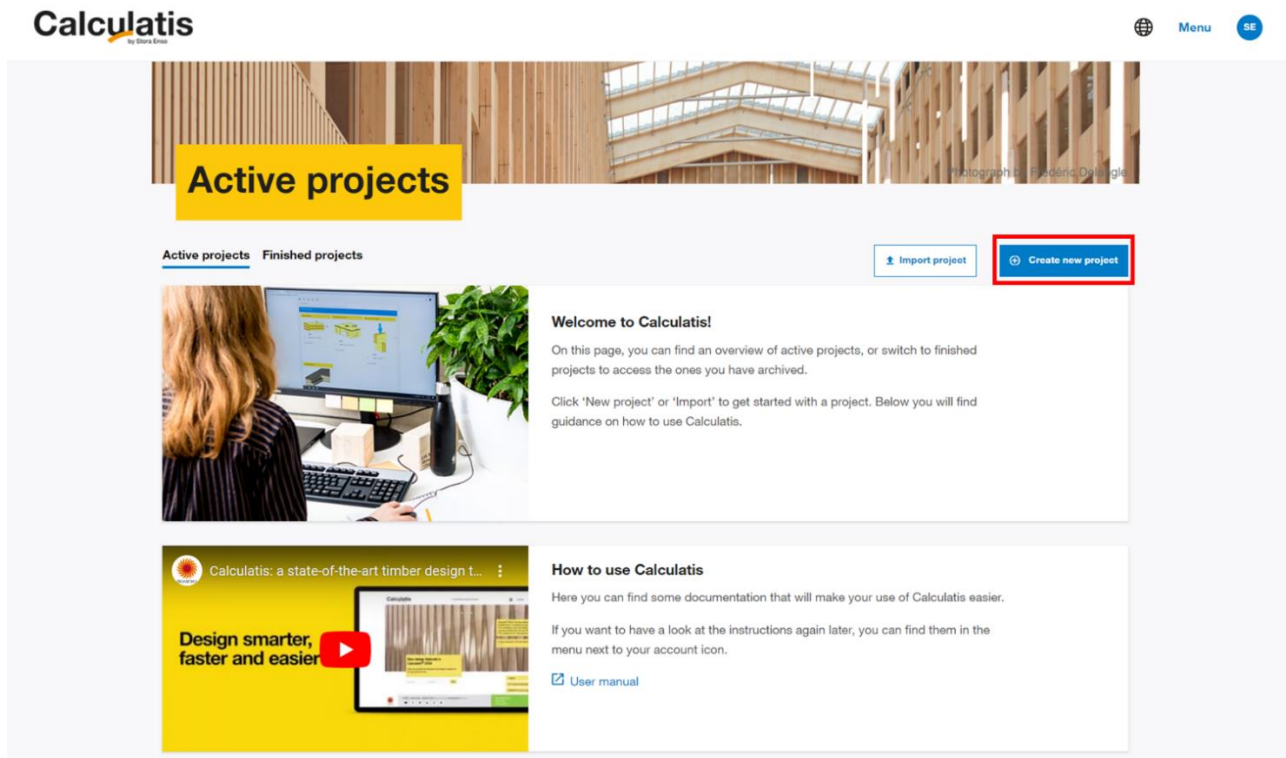 Calculatis
by Stora Enso
Menu
SE
Active projects
Photograph by Frédéric Delangle
Active projects
Finished projects
Import project
Create new project
Welcome to Calculatis!
On this page, you can find an overview of active projects, or switch to finished
projects to access the ones you have archived.
Click ‘New project’ or ‘Import’ to get started with a project. Below you will find
guidance on how to use Calculatis.
Calculatis: a state-of-the-art timber design t...
Design smarter,
faster and easier
How to use Calculatis
Here you can find some documentation that will make your use of Calculatis easier.
If you want to have a look at the instructions again later, you can find them in the
menu next to your account icon.
User manual